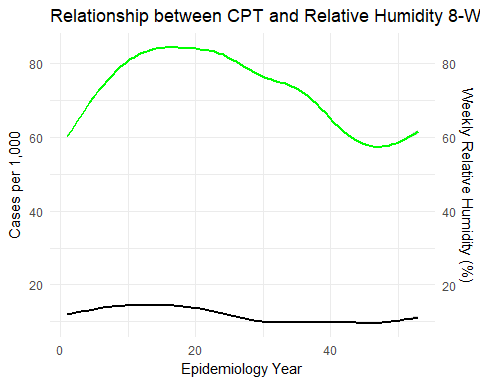 Relationship between CPT and Relative Humidity 8-W
80
60
40
20
Cases per 1,000
80
60
40
20
Weekly Relative Humidity (%)
0 20 40
Epidemiology Year